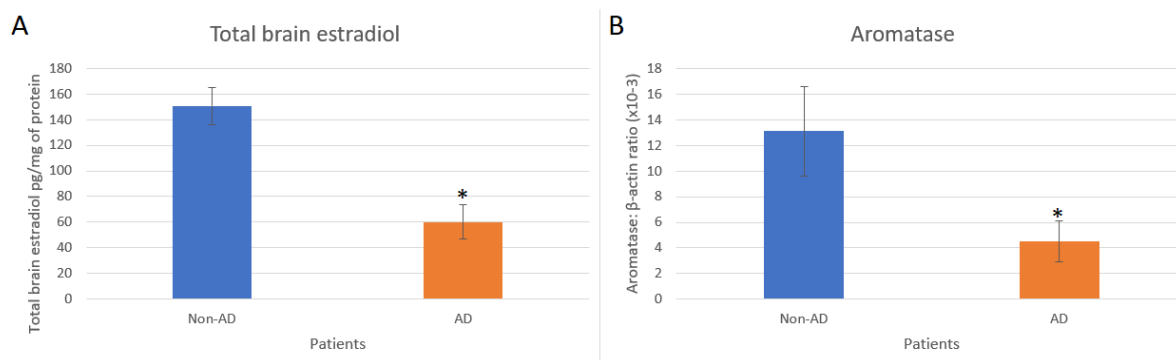 A
Total brain estradiol
Total brain estradiol pg/mg of protein
180
160
140
120
100
80
60
40
20
0
*
Non-AD
AD
Patients
B
Aromatase
Aromatase: β-actin ratio (x10-3)
18
16
14
12
10
8
6
4
2
0
*
Non-AD
AD
Patients